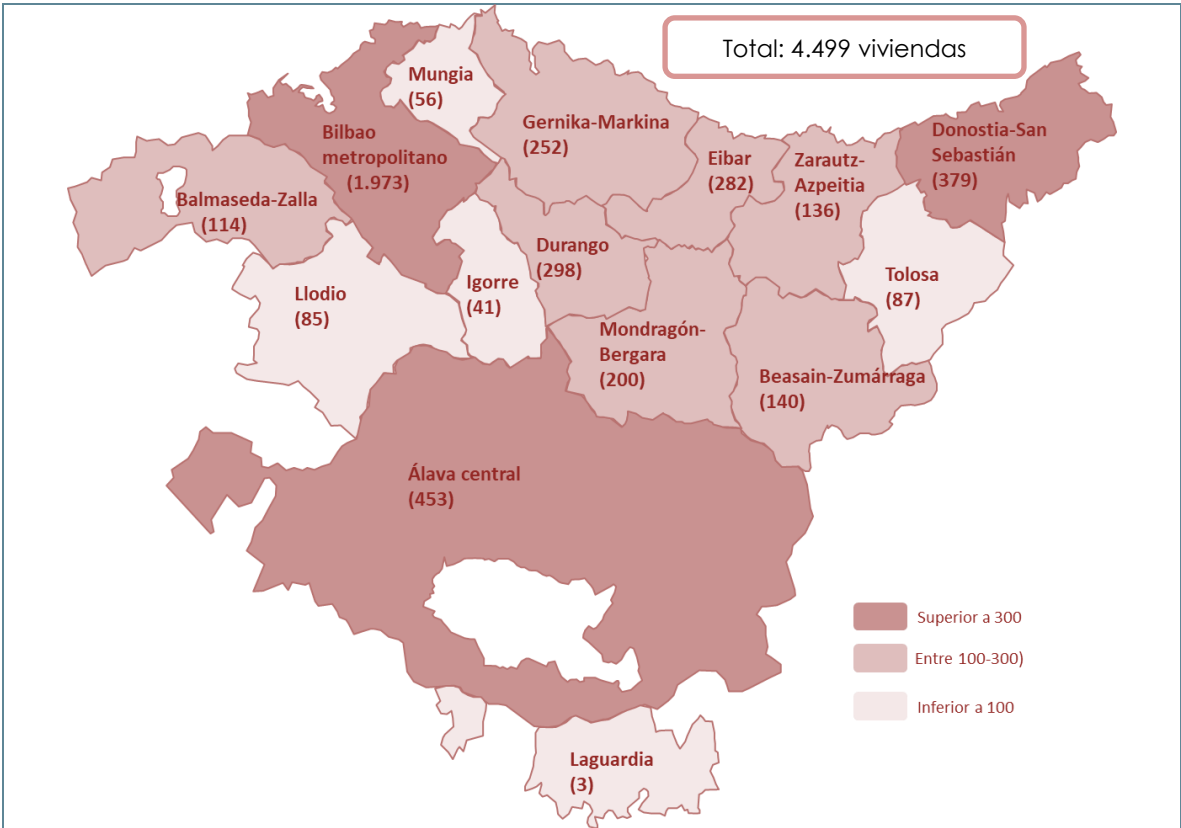 Total: 4.499 viviendas
Mungia
(56)
Gernika-Markina
(252)
Bilbao
metropolitano
(1.973)
Eibar
(282)
Zarautz-
Azpeitia
(136)
Donostia-San
Sebastián
(379)
Balmaseda-Zalla
(114)
Durango
(298)
Igorre
(41)
Tolosa
(87)
Llodio
(85)
Mondragón-
Bergara
(200)
Beasain-Zumárraga
(140)
Álava central
(453)
Superior a 300
Entre 100-300)
Inferior a 100
Laguardia
(3)